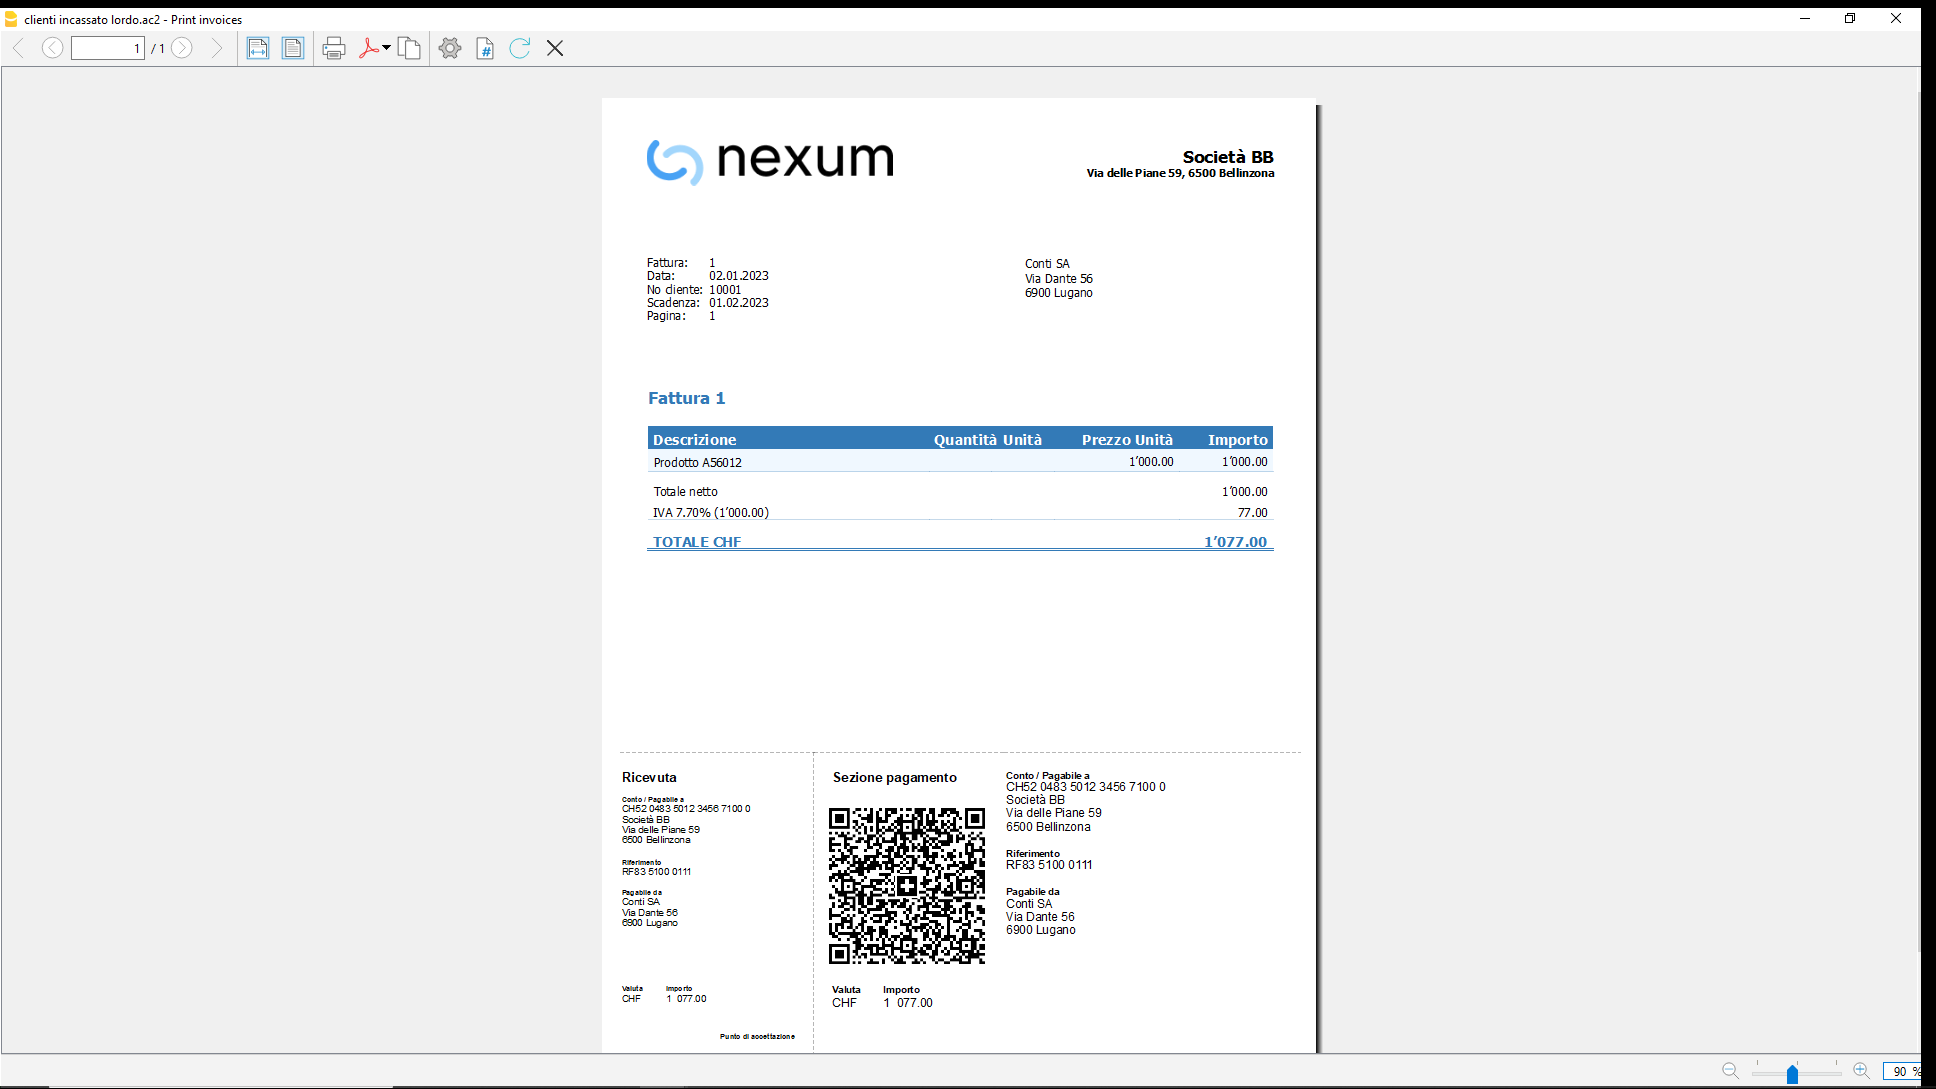 clienti incassato lordo.ac2 - Print invoices
1 / 1
nexum
Società BB
Via delle Piane 59, 6500 Bellinzona
Fattura: 1
Data: 02.01.2023
No cliente: 10001
Scadenza: 01.02.2023
Pagina: 1
Conti SA
Via Dante 56
6900 Lugano
Fattura 1
Descrizione Quantità Unità Prezzo Unità Importo
Prodotto A56012 1'000.00 1'000.00
Totale netto 1'000.00
IVA 7.70% (1'000.00) 77.00
TOTALE CHF 1'077.00
Ricevuta
Conto / Pagabile a
CH52 0483 5012 3456 7100 0
Società BB
Via delle Piane 59
6500 Bellinzona
Riferimento
RF83 5100 0111
Pagabile da
Conti SA
Via Dante 56
6900 Lugano
Valuta Importo
CHF 1 077.00
Punto di accettazione
Sezione pagamento
Valuta Importo
CHF 1 077.00
Conto / Pagabile a
CH52 0483 5012 3456 7100 0
Società BB
Via delle Piane 59
6500 Bellinzona
Riferimento
RF83 5100 0111
Pagabile da
Conti SA
Via Dante 56
6900 Lugano
90 %